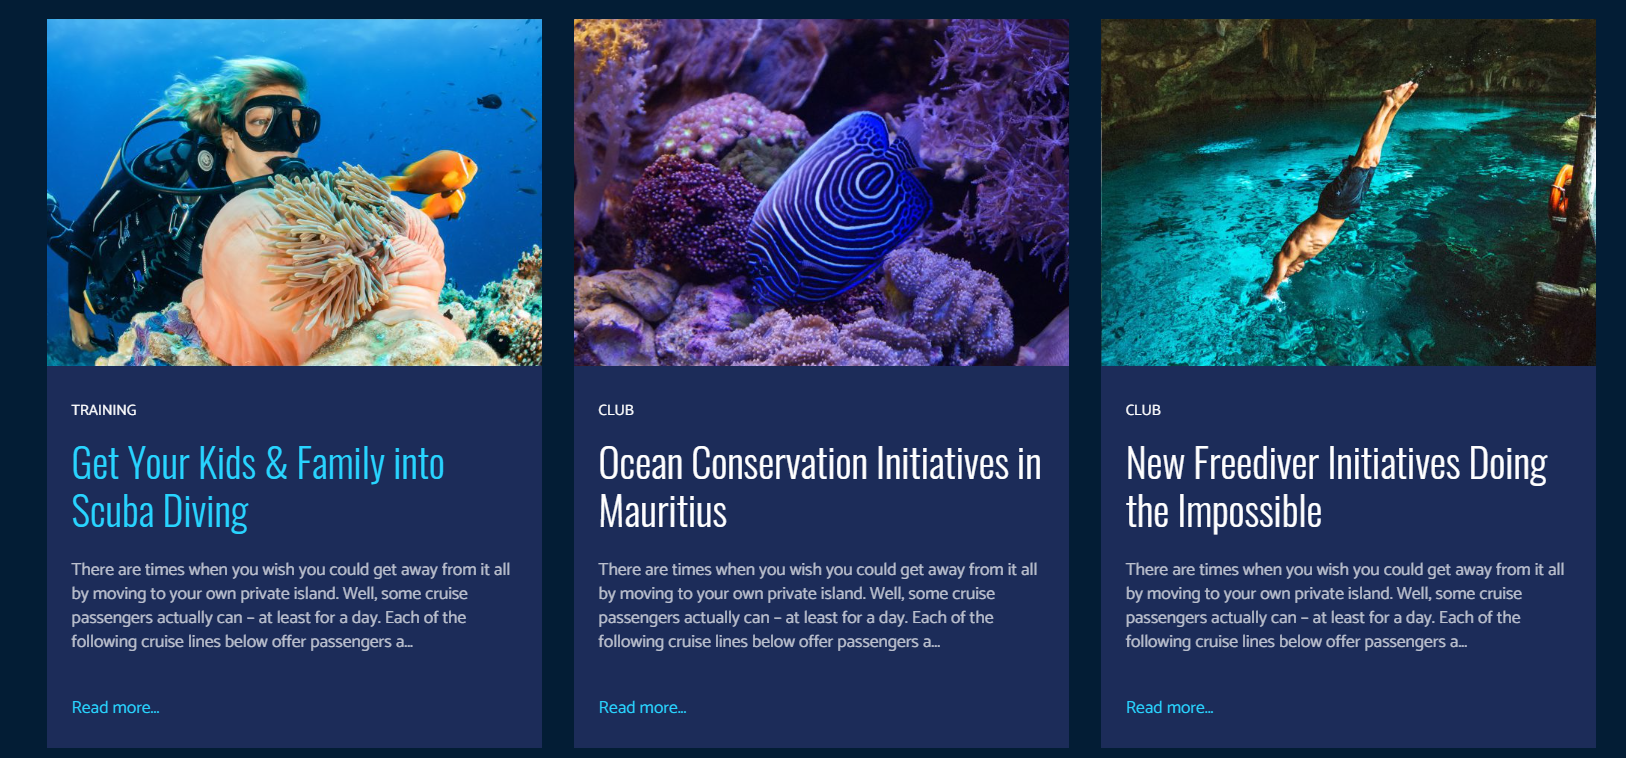 TRAINING
Get Your Kids & Family into
Scuba Diving
There are times when you wish you could get away from it all
by moving to your own private island. Well, some cruise
passengers actually can – at least for a day. Each of the
following cruise lines below offer passengers a...
Read more...
CLUB
Ocean Conservation Initiatives in
Mauritius
There are times when you wish you could get away from it all
by moving to your own private island. Well, some cruise
passengers actually can – at least for a day. Each of the
following cruise lines below offer passengers a...
Read more...
CLUB
New Freediver Initiatives Doing
the Impossible
There are times when you wish you could get away from it all
by moving to your own private island. Well, some cruise
passengers actually can – at least for a day. Each of the
following cruise lines below offer passengers a...
Read more...